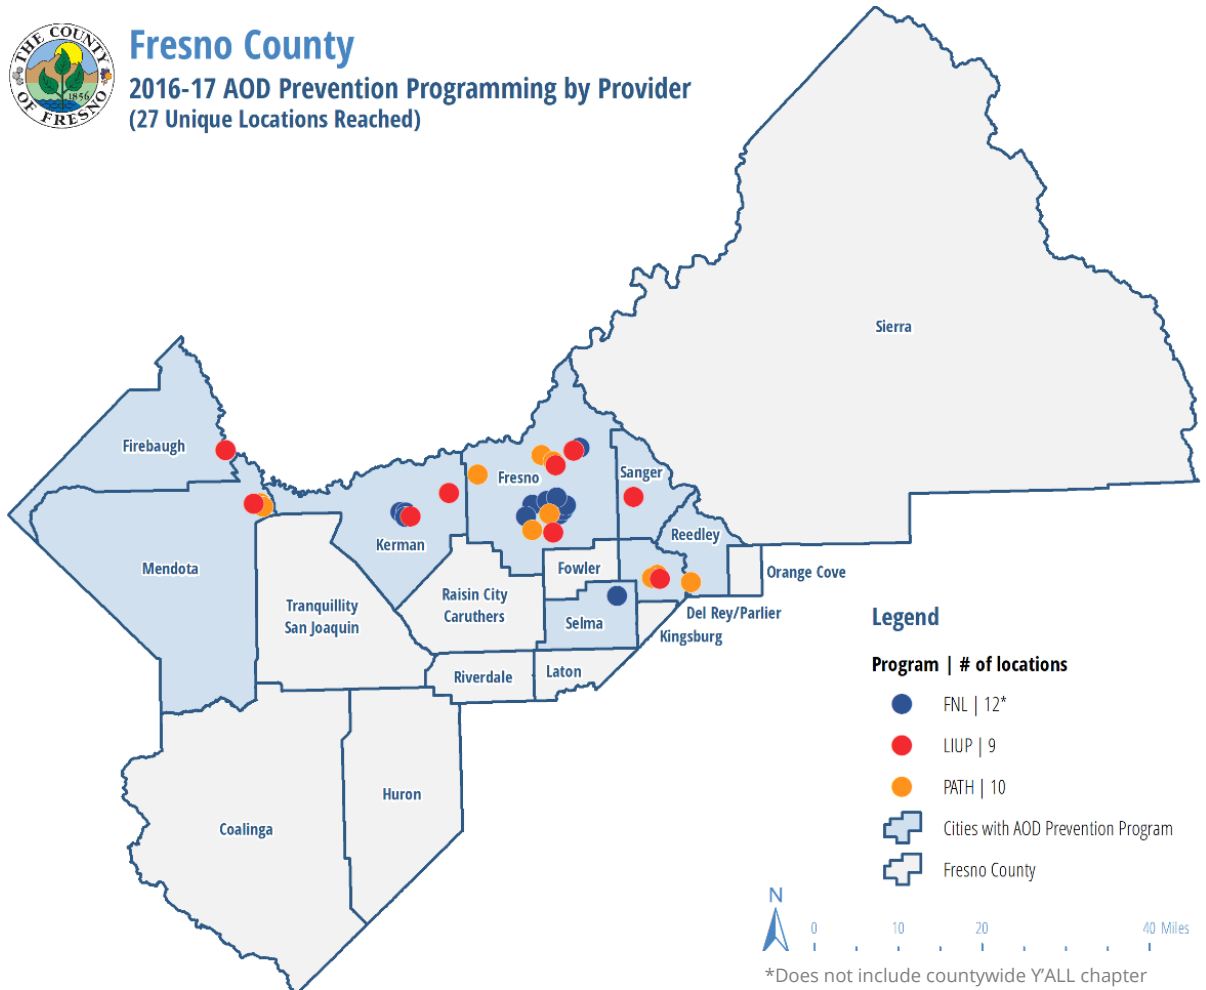 THE COUNTY
OF FRESNO
1856
Fresno County
2016-17 AOD Prevention Programming by Provider
(27 Unique Locations Reached)
Sierra
Firebaugh
Fresno
Sanger
Reedley
Kerman
Mendota
Fowler
Orange Cove
Raisin City
Caruthers
Tranquillity
San Joaquin
Selma
Del Rey/Parlier
Kingsburg
Riverdale
Laton
Huron
Coalinga
Legend
Program | # of locations
FNL | 12*
LIUP | 9
PATH | 10
Cities with AOD Prevention Program
Fresno County
N
0 10 20 40 Miles
*Does not include countywide Y’ALL chapter